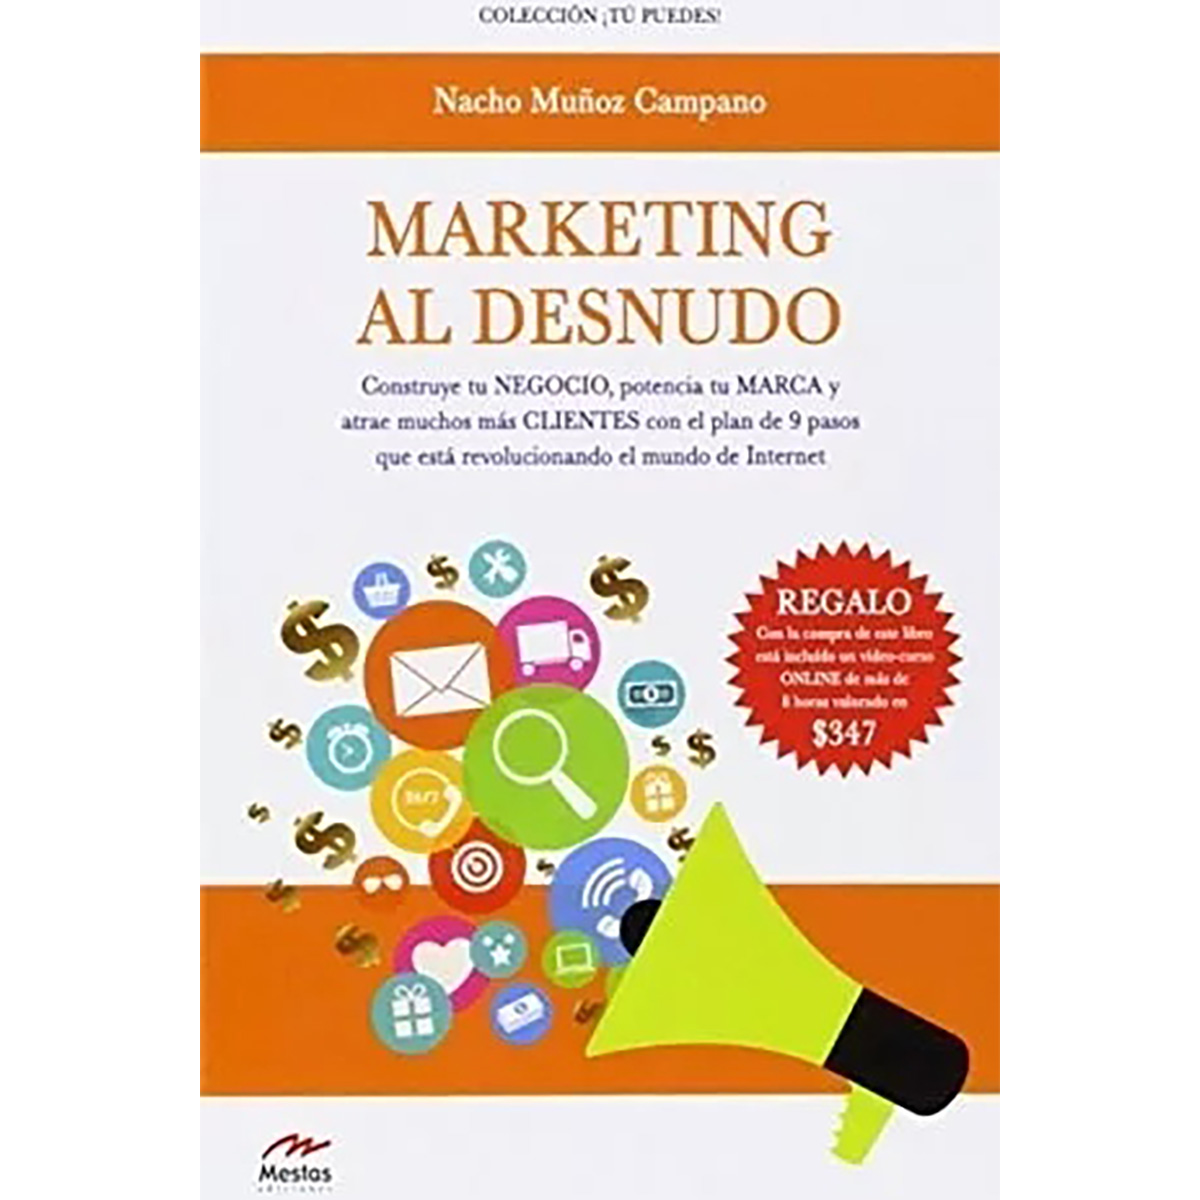 COLECCIÓN ¡TÚ PUEDES!
Nacho Muñoz Campano
MARKETING
AL DESNUDO
Construye tu NEGOCIO, potencia tu MARCA y
atrae muchos más CLIENTES con el plan de 9 pasos
que está revolucionando el mundo de Internet
REGALO
Con la compra de este libro
está incluído un vídeo-curso
ONLINE de más de
8 horas valorado en
$347
24/7
Mestas
ediciones